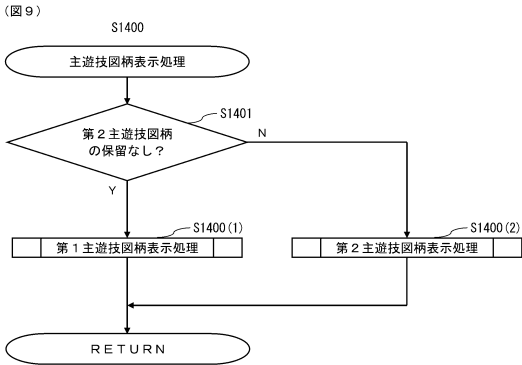 (図9)
S1400
主遊技図柄表示処理
S1401
第2主遊技図柄
の保留なし?
N
Y
S1400(1)
第1主遊技図柄表示処理
S1400(2)
第2主遊技図柄表示処理
RETURN